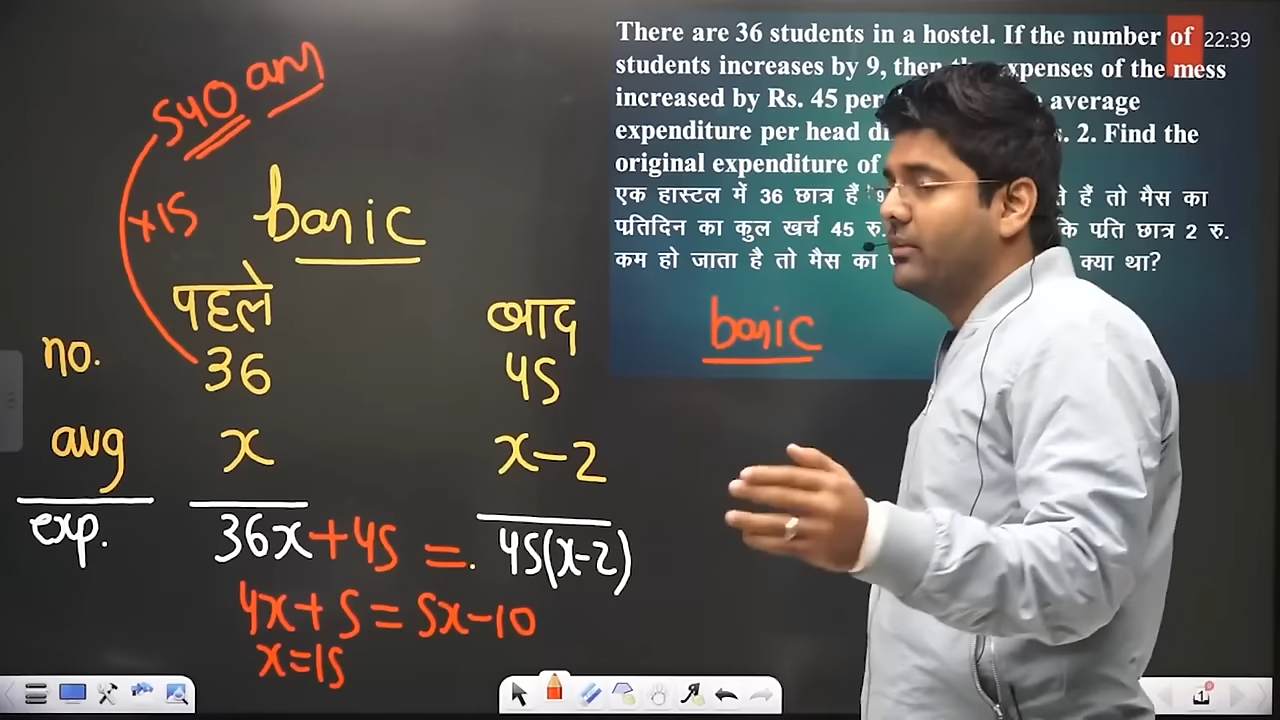 There are 36 students in a hostel. If the number of
students increases by 9, then expenses of the mess
increased by Rs. 45 per average
expenditure per head 2. Find the
original expenditure of
एक हास्टल में 36 छात्र हैं 9 हैं तो मैस का
प्रतिदिन का कुल खर्च 45 रु. कि प्रति छात्र 2 रु.
कम हो जाता है तो मैस का क्या था?
22:39
540 ans
×15
basic
basic
पहले बाद
no. 36 45
avg x x-2
exp. 36x+45 = 45(x-2)
4x+5=5x-10
x=15